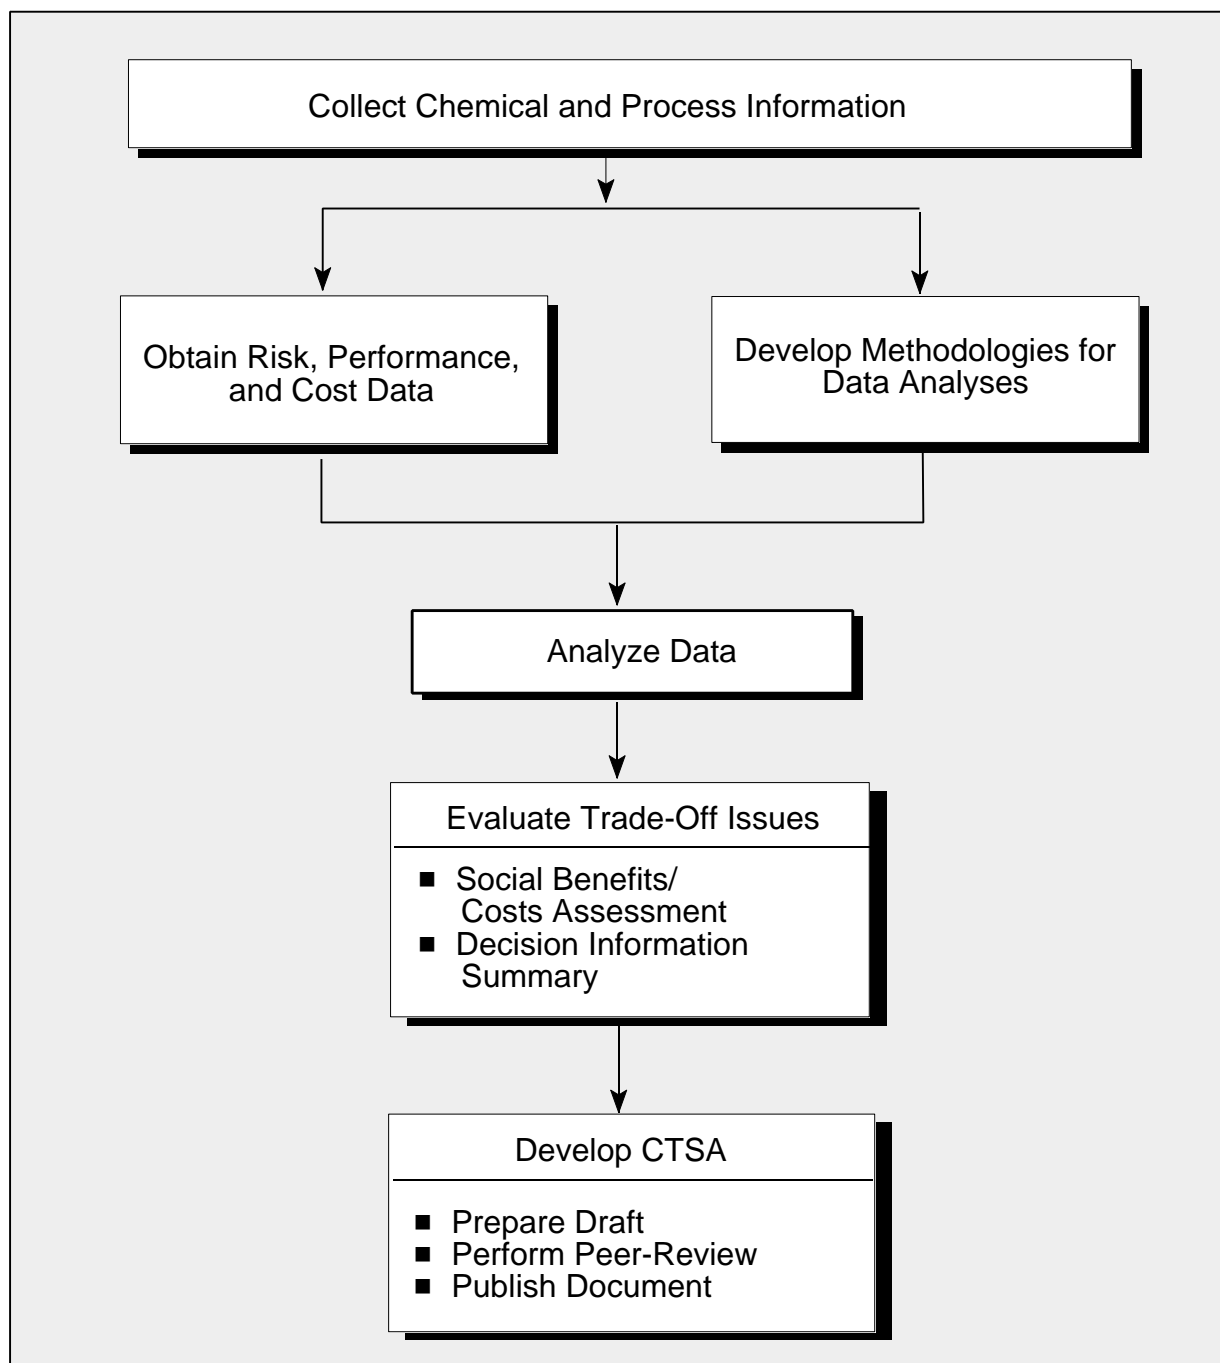 Collect Chemical and Process Information
Obtain Risk, Performance,
and Cost Data
Develop Methodologies for
Data Analyses
Analyze Data
Evaluate Trade-Off Issues
■ Social Benefits/
Costs Assessment
■ Decision Information
Summary
Develop CTSA
■ Prepare Draft
■ Perform Peer-Review
■ Publish Document